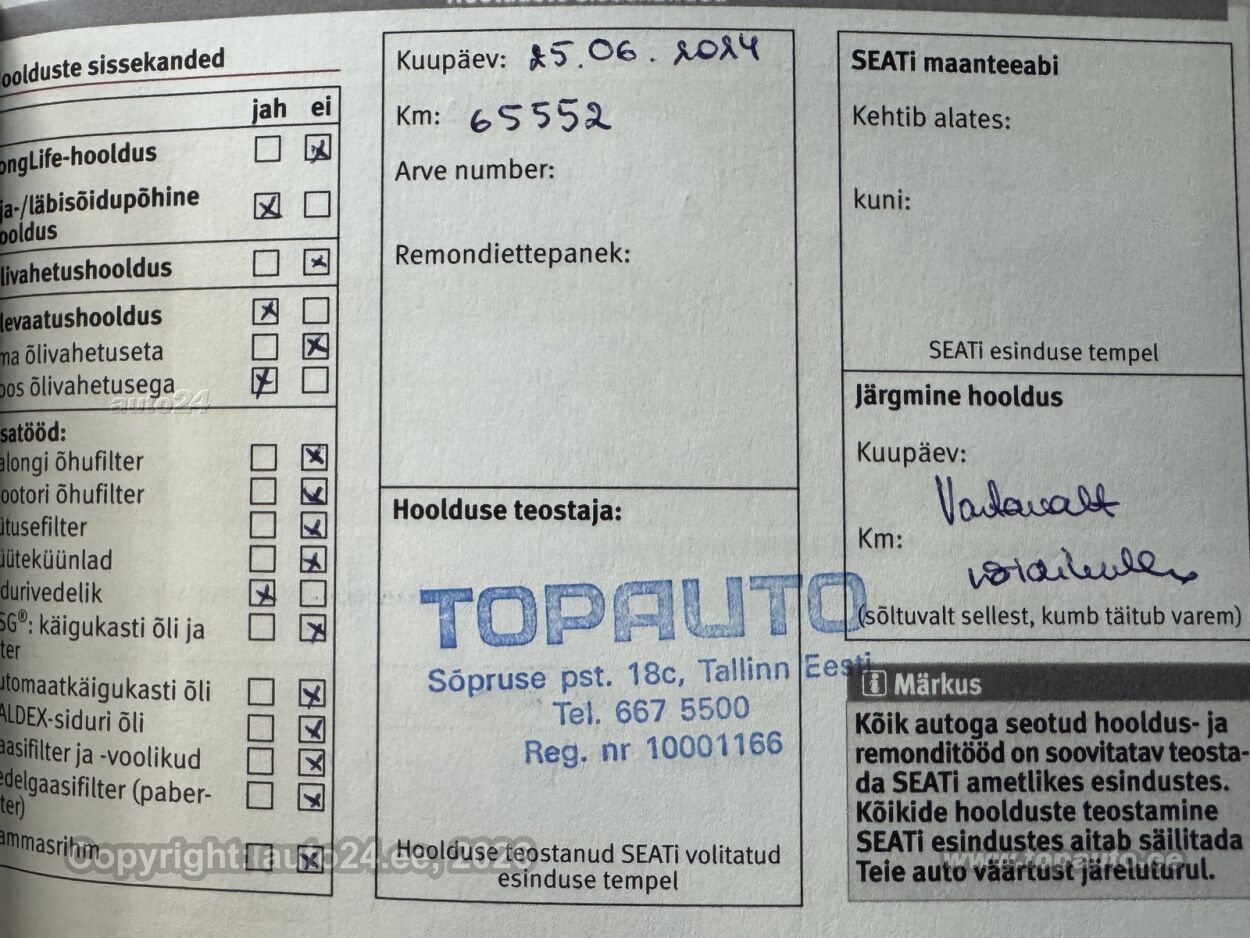 oolduste sissekanded
jah ei
ongLife-hooldus
ja-/läbisõidupõhine
ooldus
livahetushooldus
levaatushooldus
ma õlivahetuseta
oos õlivahetusega
satööd:
alongi õhufilter
ootori õhufilter
ütusefilter
üüteküünlad
durivedelik
SG®: käigukasti õli ja
ter
utomaatkäigukasti õli
ALDEX-siduri õli
aasifilter ja -voolikud
edelgaasifilter (paber-
ter)
ammasrihm
Kuupäev: 25.06.2024
Km: 65552
Arve number:
Remondiettepanek:
Hoolduse teostaja:
TOPAUTO
Sõpruse pst. 18c, Tallinn Eesti
Tel. 667 5500
Reg. nr 10001166
Hoolduse teostanud SEATi volitatud
esinduse tempel
SEATi maanteeabi
Kehtib alates:
kuni:
SEATi esinduse tempel
Järgmine hooldus
Kuupäev:
Vastavalt
Km:
(sõltuvalt sellest, kumb täitub varem)
i Märkus
Kõik autoga seotud hooldus- ja
remonditööd on soovitatav teosta-
da SEATi ametlikes esindustes.
Kõikide hoolduste teostamine
SEATi esindustes aitab säilitada
Teie auto väärtust järelturul.
auto24
www.topauto.ee